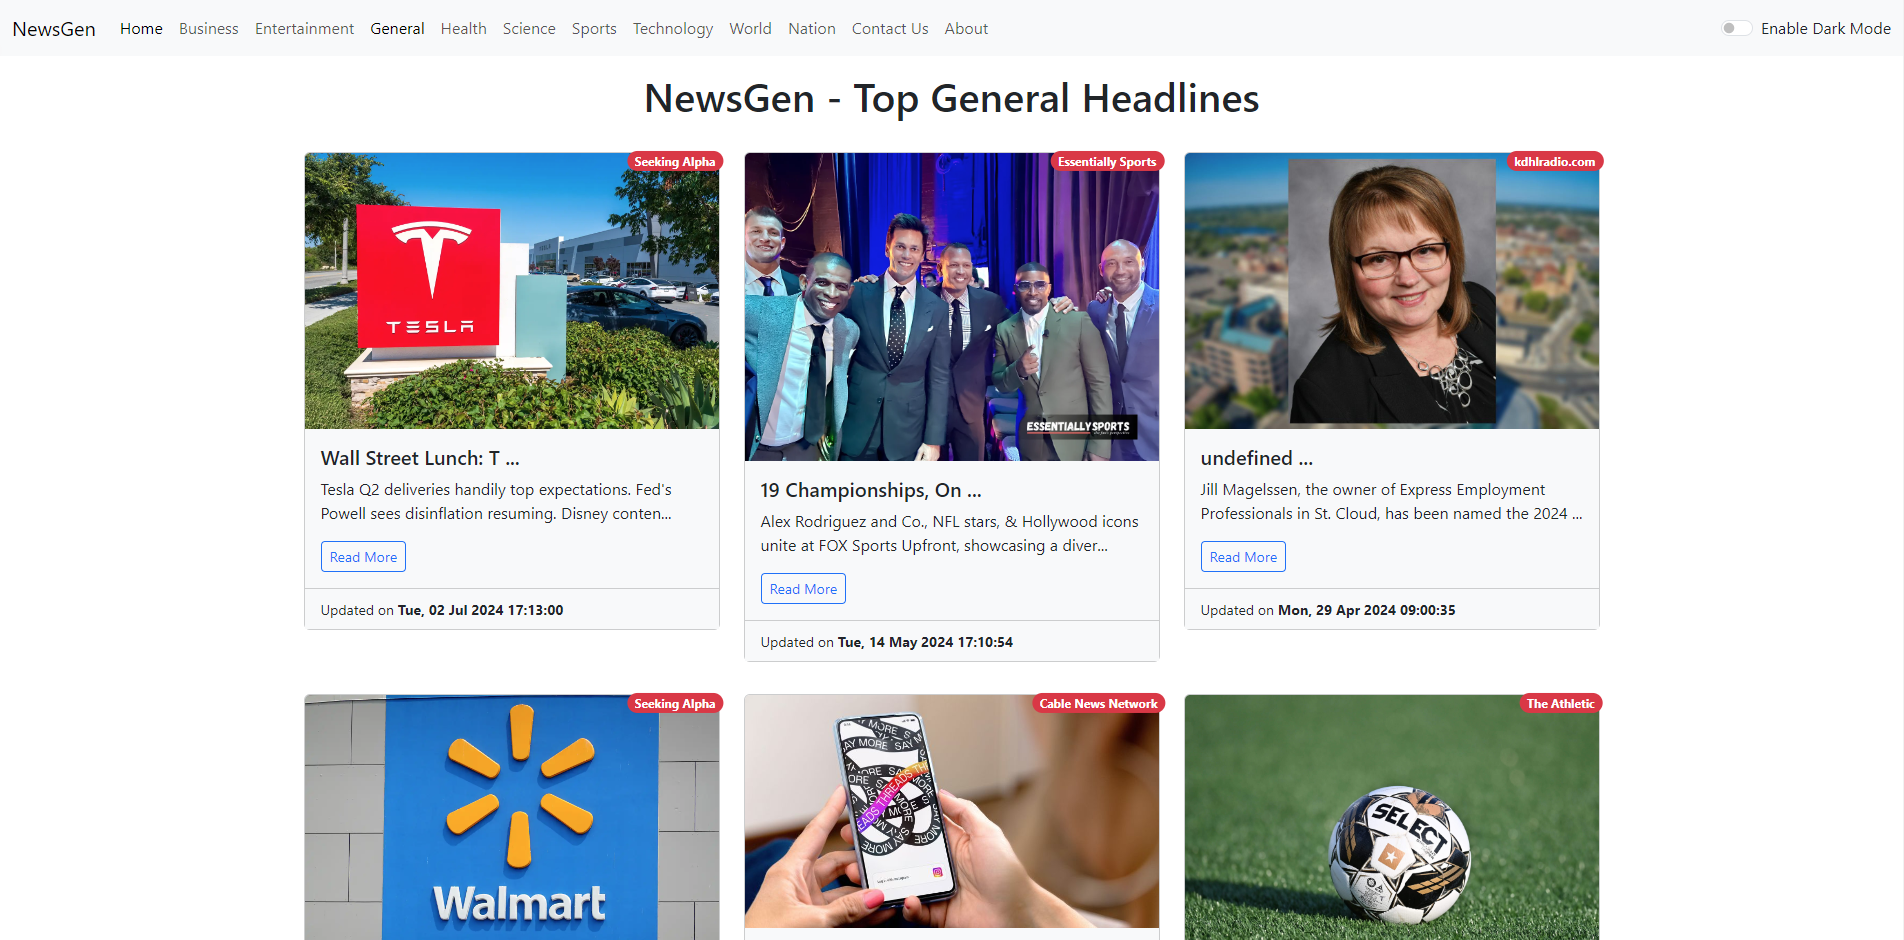 NewsGen Home Business Entertainment General Health Science Sports Technology World Nation Contact Us About Enable Dark Mode
NewsGen - Top General Headlines
Seeking Alpha
TESLA
Wall Street Lunch: T ...
Tesla Q2 deliveries handily top expectations. Fed's
Powell sees disinflation resuming. Disney conten...
Read More
Updated on Tue, 02 Jul 2024 17:13:00
Essentially Sports
ESSENTIALLYSPORTS
19 Championships, On ...
Alex Rodriguez and Co., NFL stars, & Hollywood icons
unite at FOX Sports Upfront, showcasing a diver...
Read More
Updated on Tue, 14 May 2024 17:10:54
kdhlradio.com
undefined ...
Jill Magelssen, the owner of Express Employment
Professionals in St. Cloud, has been named the 2024 ...
Read More
Updated on Mon, 29 Apr 2024 09:00:35
Seeking Alpha
Walmart
Cable News Network
SAY MORE
THREADS
SAY MORE
The Athletic
SELECT